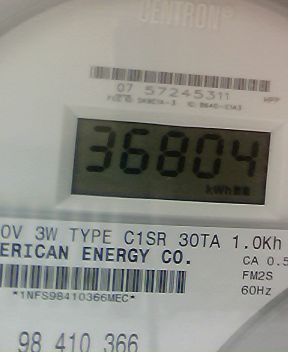 CENTRON®
07 57245311
36804
kWh
0V 3W TYPE C1SR 30TA 1.0Kh
ERICAN ENERGY CO.
CA 0.5
FM2S
*1NFS98410366MEC*
60Hz
98 410 366